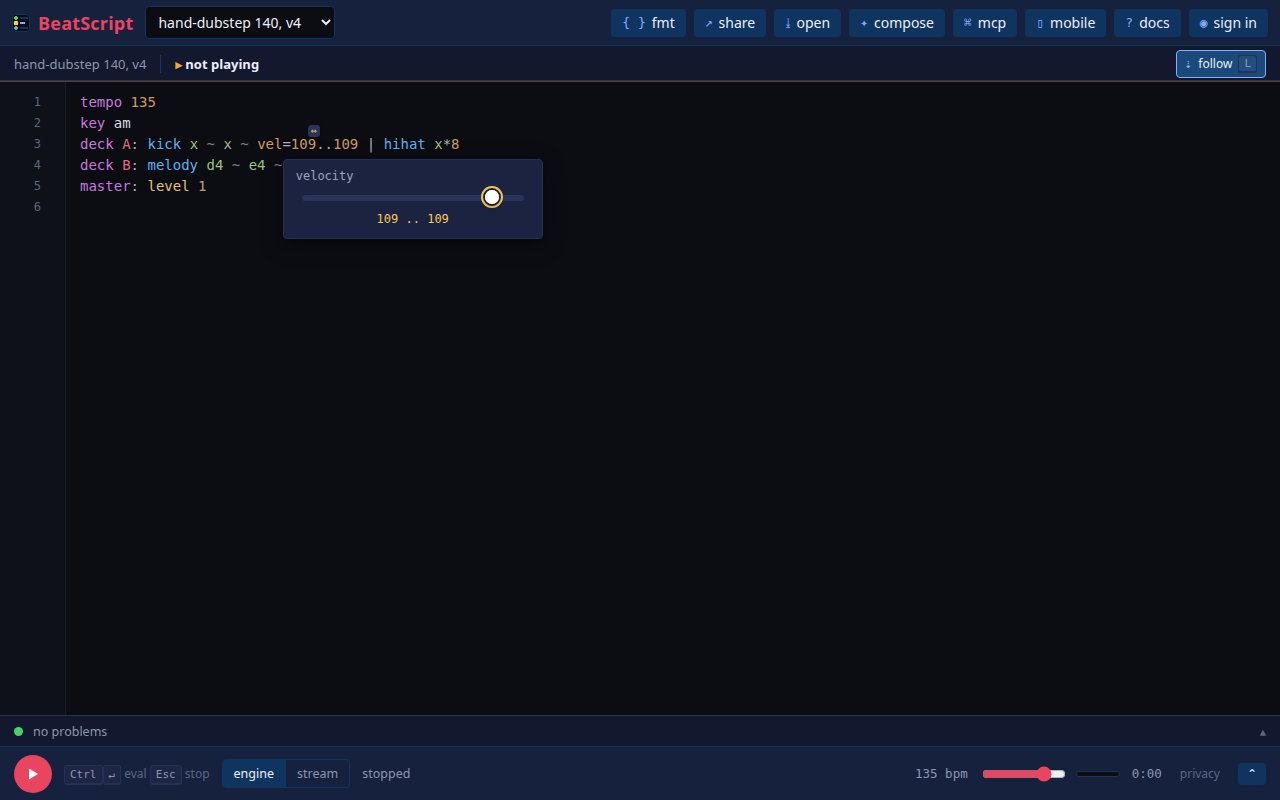 BeatScript
hand-dubstep 140, v4
{ } fmt
↗ share
⤓ open
✦ compose
⌘ mcp
▯ mobile
? docs
◉ sign in
hand-dubstep 140, v4
▶ not playing
⇣ follow L
1 tempo 135
2 key am
3 deck A: kick x ~ x ~ vel=109..109 | hihat x*8
4 deck B: melody d4 ~ e4 ~
5 master: level 1
6
velocity
109 .. 109
no problems
Ctrl ↵ eval Esc stop
engine
stream
stopped
135 bpm
0:00
privacy